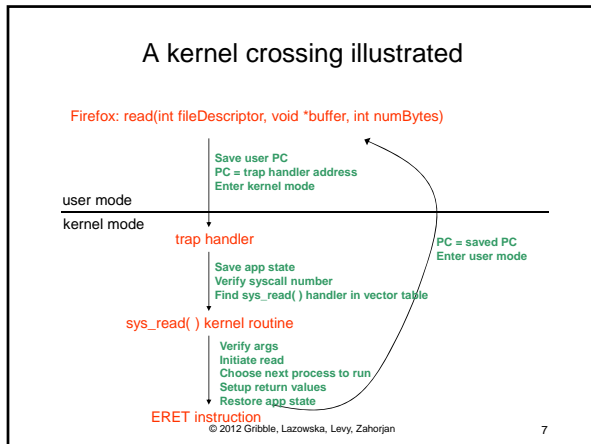 A kernel crossing illustrated
Firefox: read(int fileDescriptor, void *buffer, int numBytes)
Save user PC
PC = trap handler address
Enter kernel mode
user mode
kernel mode
trap handler
PC = saved PC
Enter user mode
Save app state
Verify syscall number
Find sys_read( ) handler in vector table
sys_read( ) kernel routine
Verify args
Initiate read
Choose next process to run
Setup return values
Restore app state
ERET instruction
© 2012 Gribble, Lazowska, Levy, Zahorjan
7